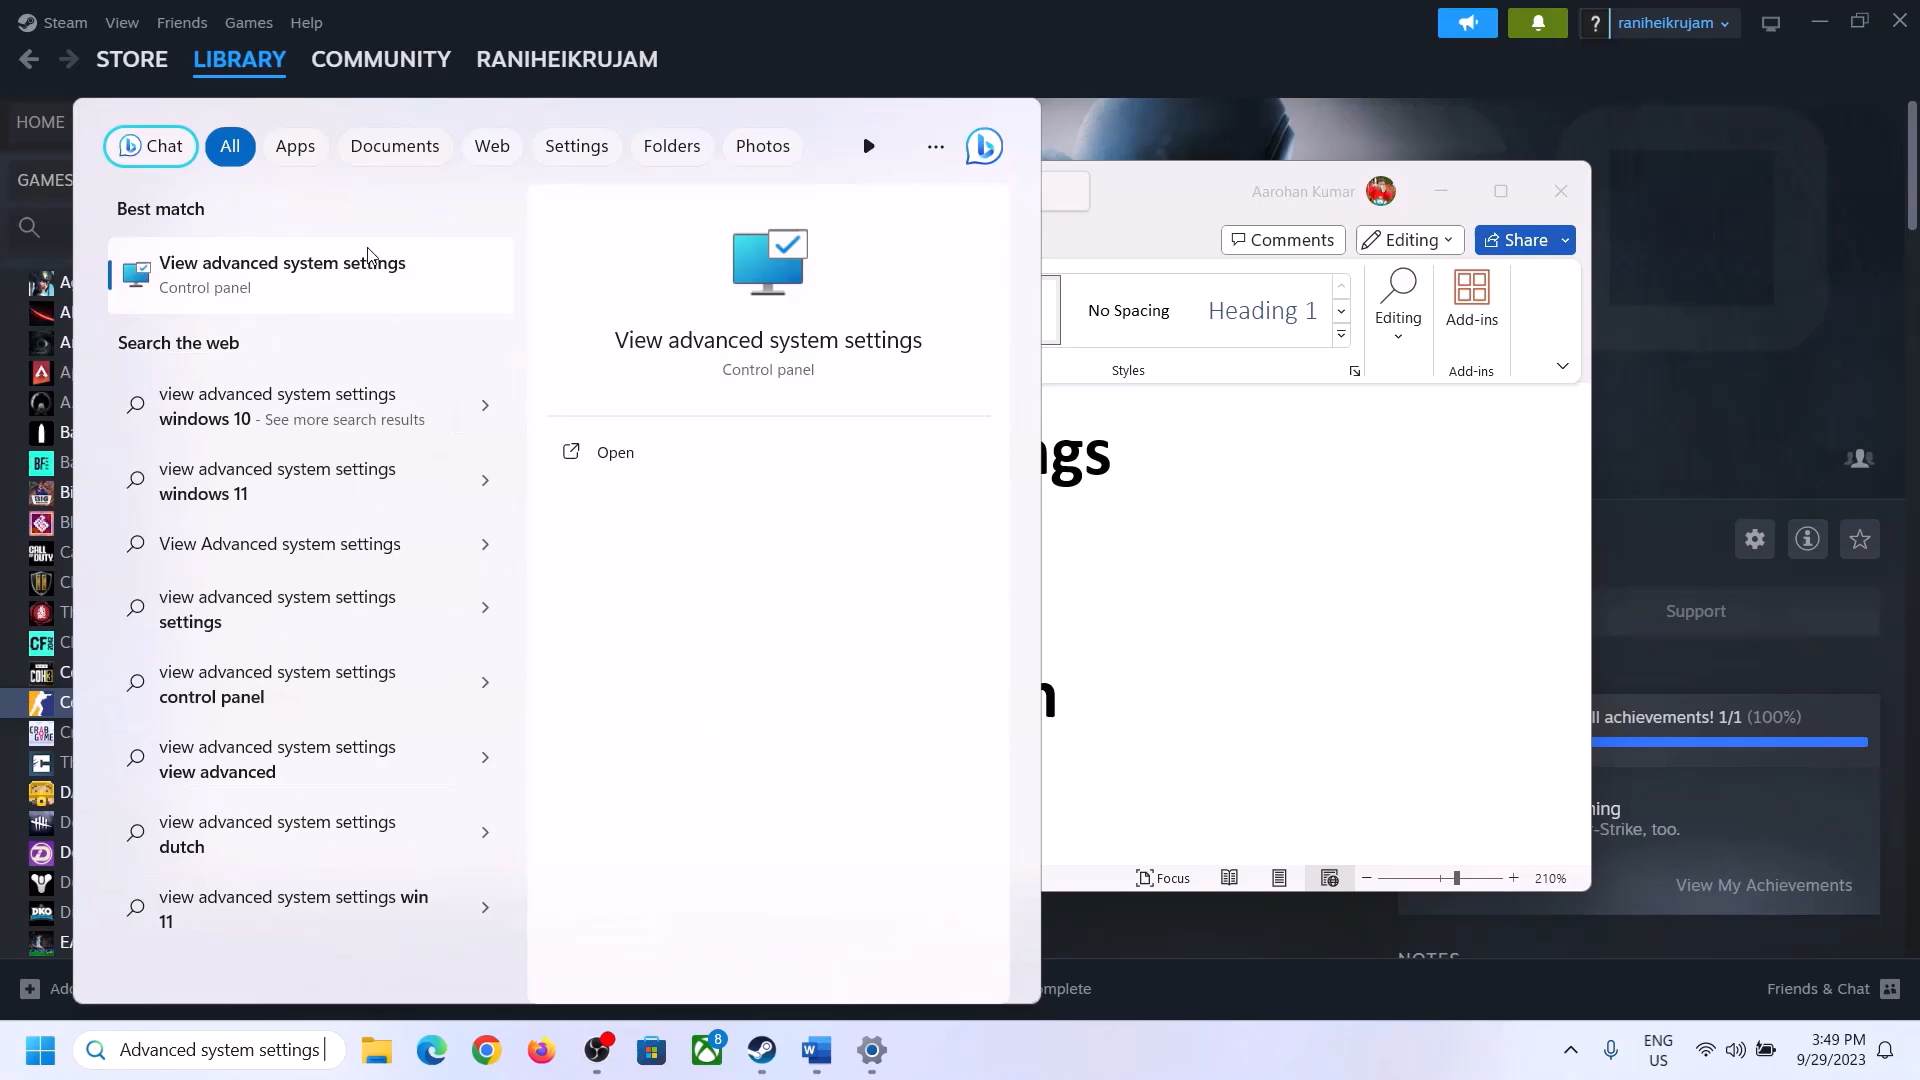 Steam View Friends Games Help
? raniheikrujam
STORE LIBRARY COMMUNITY RANIHEIKRUJAM
HOME
Chat All Apps Documents Web Settings Folders Photos
GAMES
Best match
View advanced system settings
Control panel
Search the web
view advanced system settings
windows 10 - See more search results
view advanced system settings
windows 11
View Advanced system settings
view advanced system settings
settings
view advanced system settings
control panel
view advanced system settings
view advanced
view advanced system settings
dutch
view advanced system settings win
11
View advanced system settings
Control panel
Open
Aarohan Kumar
Comments Editing Share
No Spacing Heading 1
Editing
Add-ins
Styles
Add-ins
ngs
n
Focus
210%
Support
ll achievements! 1/1 (100%)
ning
-Strike, too.
View My Achievements
NOTES
Add
mplete
Friends & Chat
Advanced system settings
8
ENG
US
3:49 PM
9/29/2023